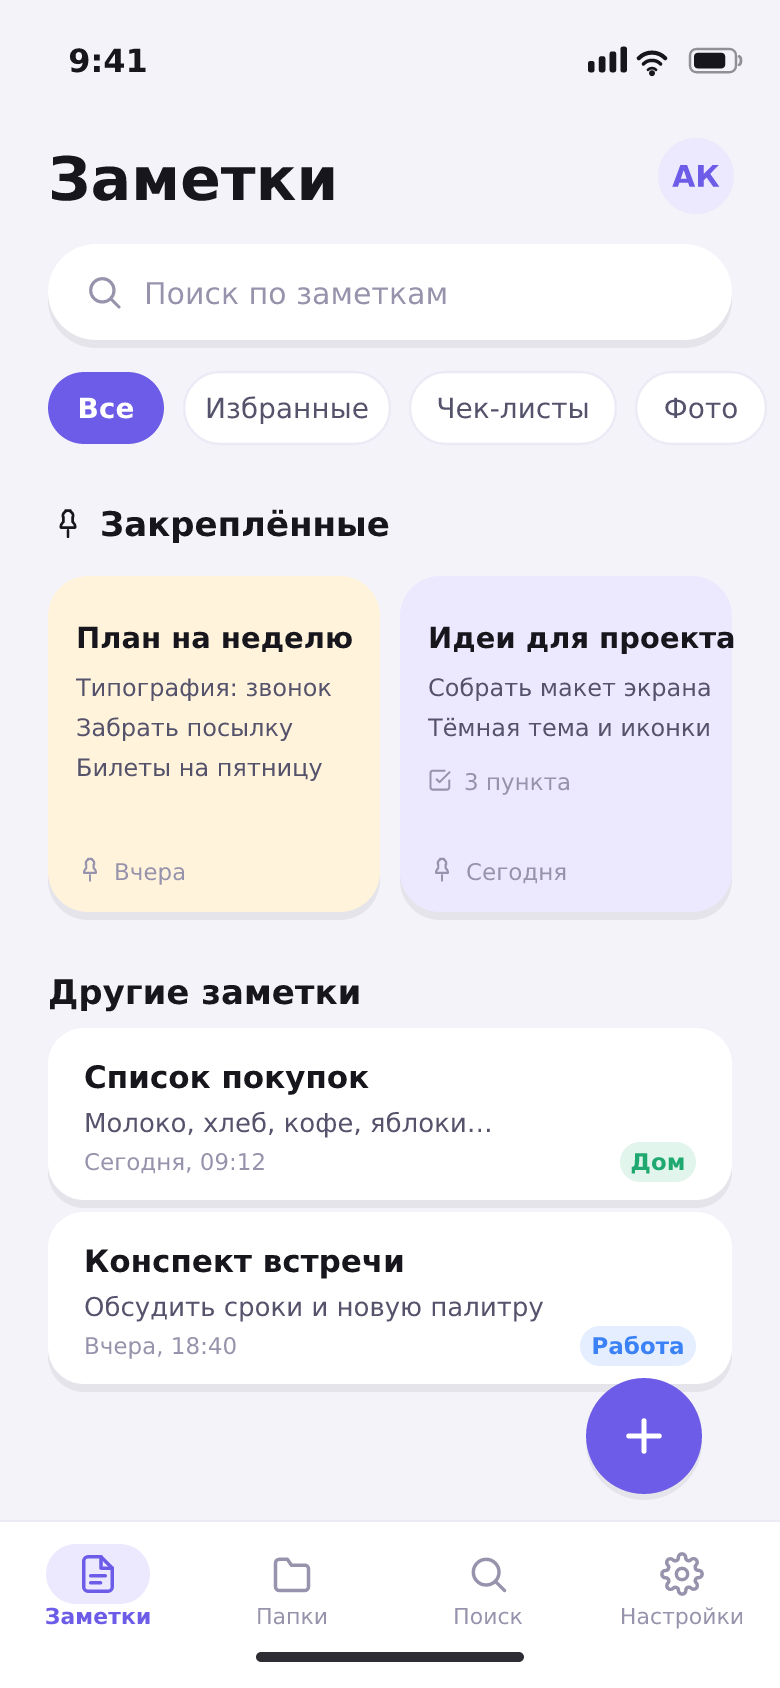 9:41
Заметки
АК
Поиск по заметкам
Все
Избранные
Чек-листы
Фото
Закреплённые
План на неделю
Типография: звонок
Забрать посылку
Билеты на пятницу
Вчера
Идеи для проекта
Собрать макет экрана
Тёмная тема и иконки
3 пункта
Сегодня
Другие заметки
Список покупок
Молоко, хлеб, кофе, яблоки…
Сегодня, 09:12
Дом
Конспект встречи
Обсудить сроки и новую палитру
Вчера, 18:40
Работа
Заметки
Папки
Поиск
Настройки